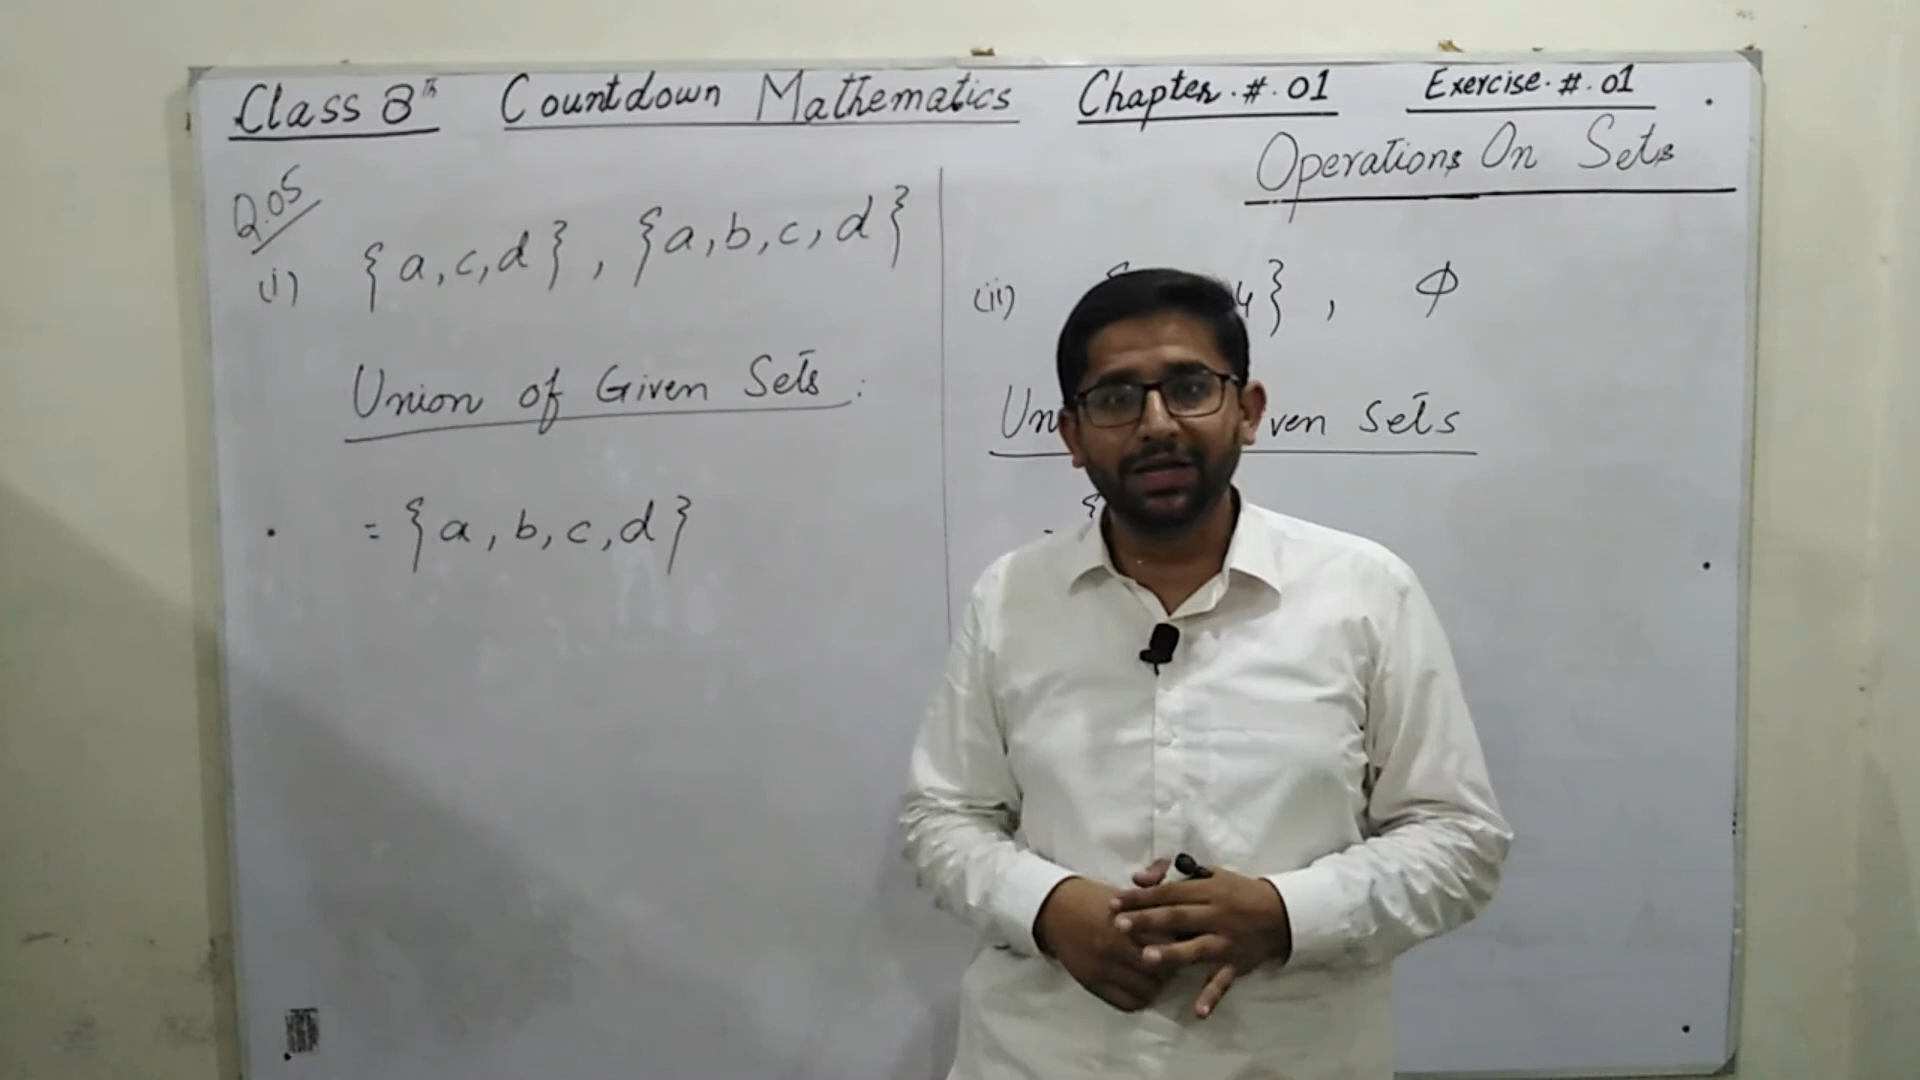 Class 8th Countdown Mathematics Chapter.#.01 Exercise.#.01
Operations On Sets
Q.05
(i) {a,c,d}, {a,b,c,d}
Union of Given Sets:
= {a,b,c,d}
(ii) 4}, ϕ
Sets
= {